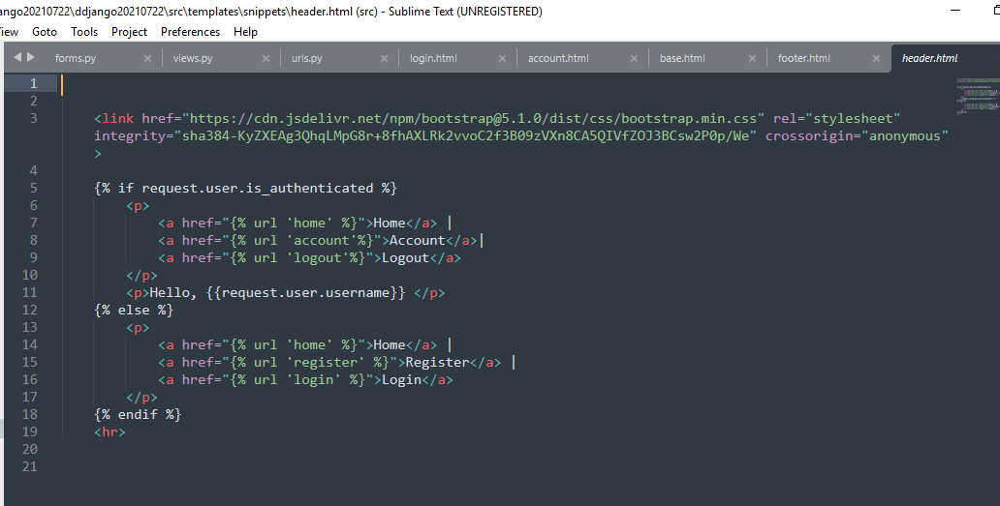 ango20210722\ddjango20210722\src\templates\snippets\header.html (src) - Sublime Text (UNREGISTERED)
iew Goto Tools Project Preferences Help
forms.py × views.py × urls.py × login.html × account.html × base.html × footer.html × header.html
1
2
3 <link href="https://cdn.jsdelivr.net/npm/bootstrap@5.1.0/dist/css/bootstrap.min.css" rel="stylesheet"
integrity="sha384-KyZXEAg3QhqLMpG8r+8fhAXLRk2vvoC2f3B09zVXn8CA5QIVfZOJ3BCsw2P0p/We" crossorigin="anonymous"
>
4
5 {% if request.user.is_authenticated %}
6 <p>
7 <a href="{% url 'home' %}">Home</a> |
8 <a href="{% url 'account'%}">Account</a>|
9 <a href="{% url 'logout'%}">Logout</a>
10 </p>
11 <p>Hello, {{request.user.username}} </p>
12 {% else %}
13 <p>
14 <a href="{% url 'home' %}">Home</a> |
15 <a href="{% url 'register' %}">Register</a> |
16 <a href="{% url 'login' %}">Login</a>
17 </p>
18 {% endif %}
19 <hr>
20
21